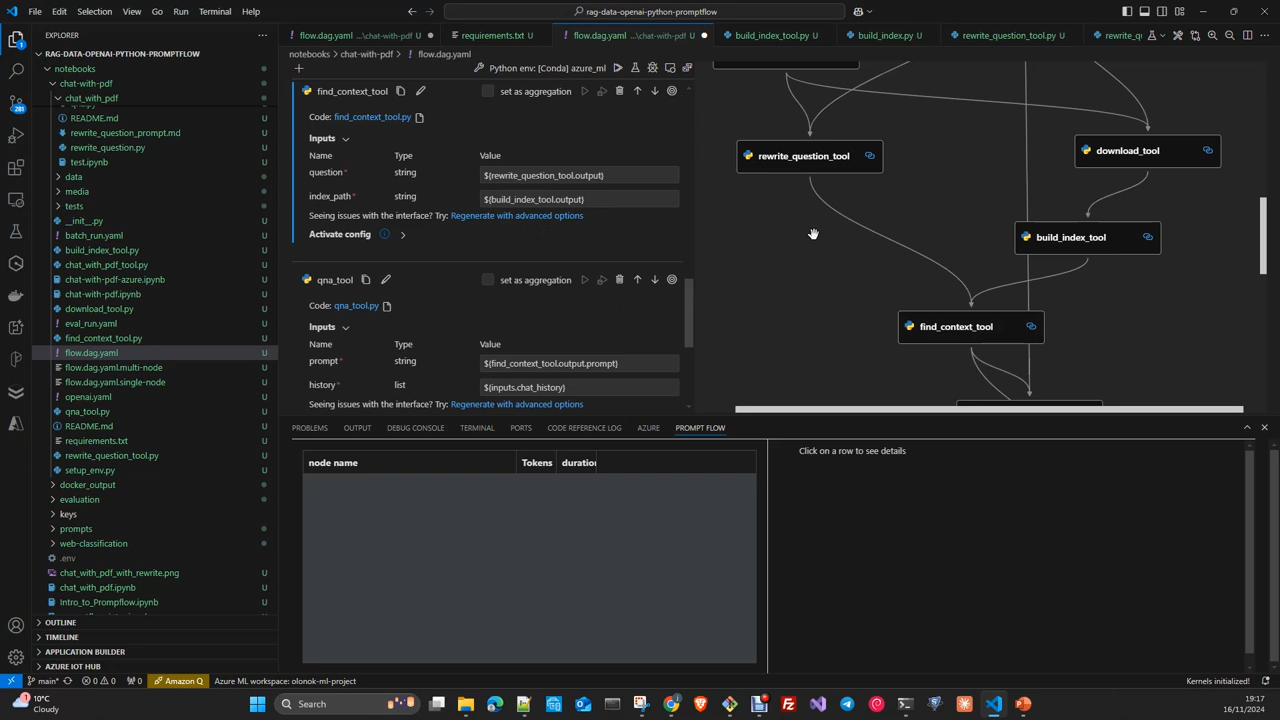 File Edit Selection View Go Run Terminal Help
rag-data-openai-python-promptflow
EXPLORER
RAG-DATA-OPENAI-PYTHON-PROMPTFLOW
notebooks
chat-with-pdf
chat_with_pdf
README.md U
rewrite_question_prompt.md U
rewrite_question.py U
test.ipynb U
data
media
tests
__init__.py U
batch_run.yaml U
build_index_tool.py U
chat_with_pdf_tool.py U
chat-with-pdf-azure.ipynb U
chat-with-pdf.ipynb U
download_tool.py U
eval_run.yaml U
find_context_tool.py U
flow.dag.yaml U
flow.dag.yaml.multi-node U
flow.dag.yaml.single-node U
openai.yaml U
qna_tool.py U
README.md U
requirements.txt U
rewrite_question_tool.py U
setup_env.py U
docker_output
evaluation
keys
prompts
web-classification
.env
chat_with_pdf_with_rewrite.png U
chat_with_pdf.ipynb U
Intro_to_Prompflow.ipynb U
OUTLINE
TIMELINE
APPLICATION BUILDER
AZURE IOT HUB
281
1
flow.dag.yaml ...\chat-with-pdf U
requirements.txt U
flow.dag.yaml ...\chat-with-pdf U
build_index_tool.py U
build_index.py U
rewrite_question_tool.py U
rewrite_qu
notebooks > chat-with-pdf > flow.dag.yaml
Python env: [Conda] azure_ml
find_context_tool set as aggregation
Code: find_context_tool.py
Inputs
Name Type Value
question* string ${rewrite_question_tool.output}
index_path* string ${build_index_tool.output}
Seeing issues with the interface? Try: Regenerate with advanced options
Activate config
qna_tool set as aggregation
Code: qna_tool.py
Inputs
Name Type Value
prompt* string ${find_context_tool.output.prompt}
history* list ${inputs.chat_history}
Seeing issues with the interface? Try: Regenerate with advanced options
rewrite_question_tool
download_tool
build_index_tool
find_context_tool
PROBLEMS OUTPUT DEBUG CONSOLE TERMINAL PORTS CODE REFERENCE LOG AZURE PROMPT FLOW
node name Tokens duration
Click on a row to see details
main* 0 0 0 Amazon Q Azure ML workspace: olonok-ml-project
Kernels initialized!
1
10°C
Cloudy
Search
19:17
16/11/2024